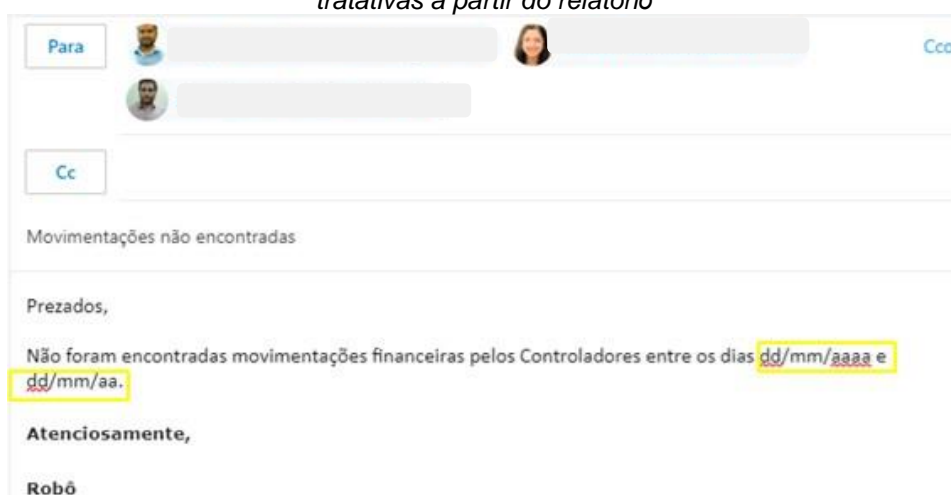 tratativas a partir do relatório
Para
Cco
Cc
Movimentações não encontradas
Prezados,
Não foram encontradas movimentações financeiras pelos Controladores entre os dias dd/mm/aaaa e
dd/mm/aa.
Atenciosamente,
Robô